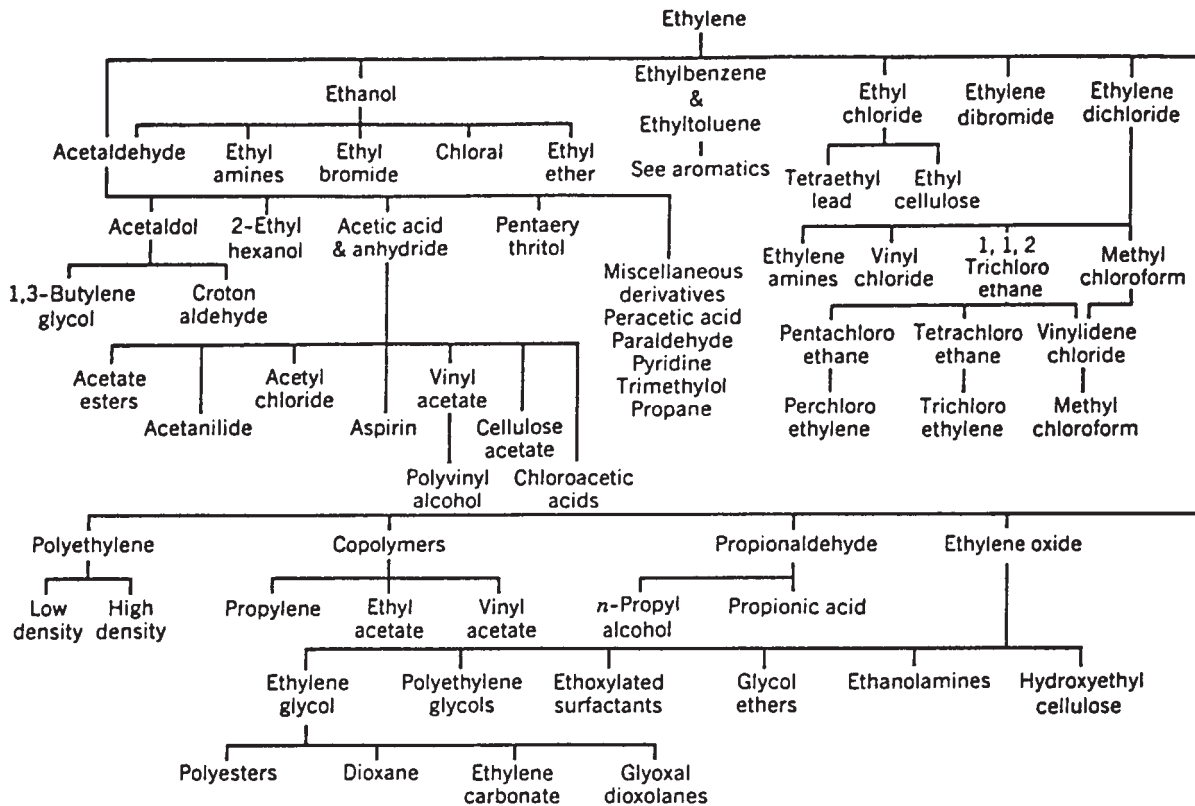 Ethylene
Ethanol
Ethylbenzene
&
Ethyltoluene
See aromatics
Ethyl
chloride
Ethylene
dibromide
Ethylene
dichloride
Acetaldehyde
Ethyl
amines
Ethyl
bromide
Chloral
Ethyl
ether
Tetraethyl
lead
Ethyl
cellulose
Acetaldol
2-Ethyl
hexanol
Acetic acid
& anhydride
Pentaery
thritol
Miscellaneous
derivatives
Peracetic acid
Paraldehyde
Pyridine
Trimethylol
Propane
Ethylene
amines
Vinyl
chloride
1, 1, 2
Trichloro
ethane
Methyl
chloroform
1,3-Butylene
glycol
Croton
aldehyde
Pentachloro
ethane
Tetrachloro
ethane
Vinylidene
chloride
Perchloro
ethylene
Trichloro
ethylene
Methyl
chloroform
Acetate
esters
Acetanilide
Acetyl
chloride
Aspirin
Vinyl
acetate
Cellulose
acetate
Polyvinyl
alcohol
Chloroacetic
acids
Polyethylene
Copolymers
Propionaldehyde
Ethylene oxide
Low
density
High
density
Propylene
Ethyl
acetate
Vinyl
acetate
n-Propyl
alcohol
Propionic acid
Ethylene
glycol
Polyethylene
glycols
Ethoxylated
surfactants
Glycol
ethers
Ethanolamines
Hydroxyethyl
cellulose
Polyesters
Dioxane
Ethylene
carbonate
Glyoxal
dioxolanes